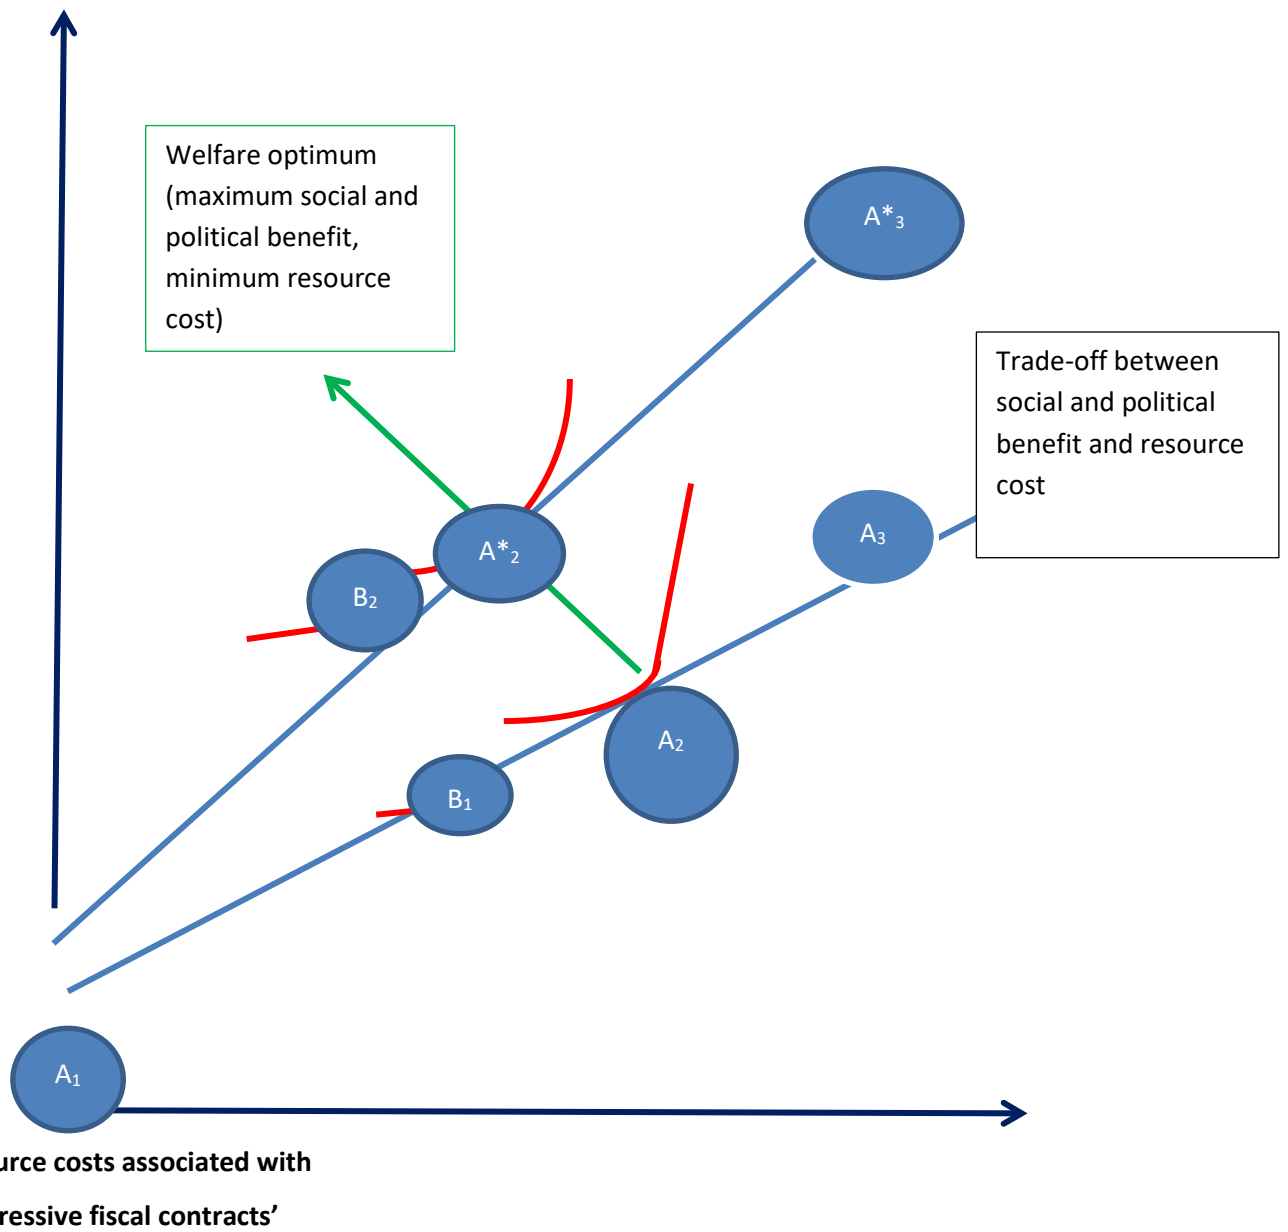 Welfare optimum
(maximum social and
political benefit,
minimum resource
cost)
A*3
Trade-off between
social and political
benefit and resource
cost
A3
A*2
B2
A2
B1
A1
urce costs associated with
ressive fiscal contracts’